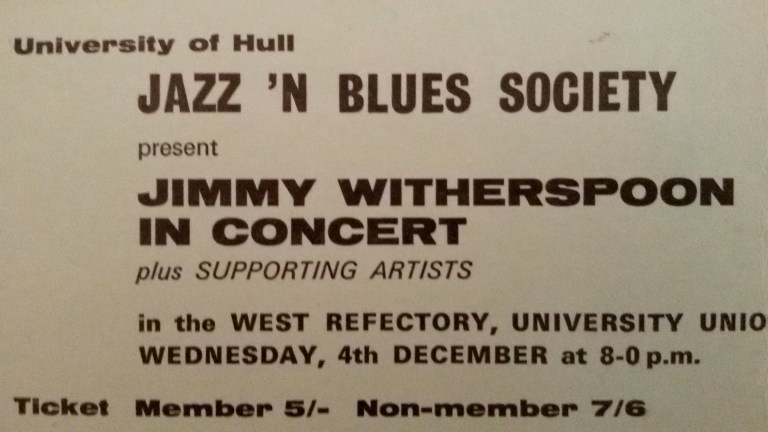 University of Hull
JAZZ 'N BLUES SOCIETY
present
JIMMY WITHERSPOON
IN CONCERT
plus SUPPORTING ARTISTS
in the WEST REFECTORY, UNIVERSITY UNIO
WEDNESDAY, 4th DECEMBER at 8-0 p.m.
Ticket Member 5/- Non-member 7/6